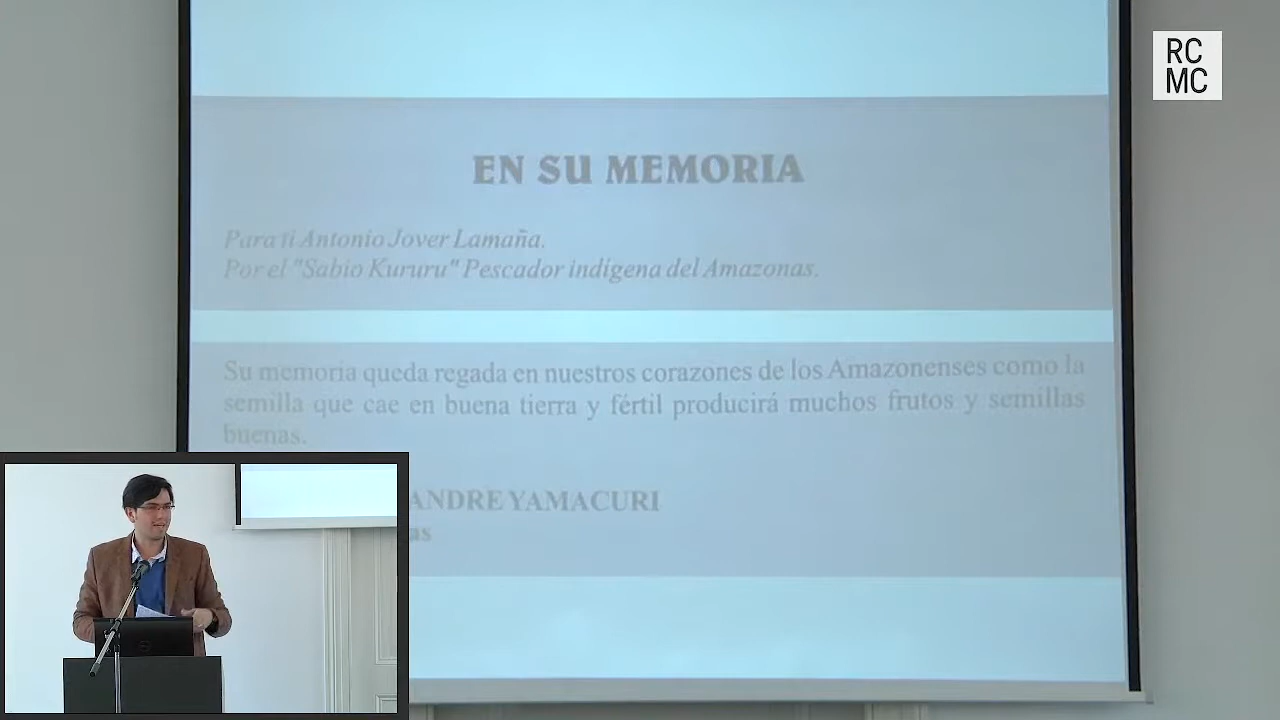 RC
MC
EN SU MEMORIA
Para ti Antonio Jover Lamaña.
Por el "Sabio Kururu" Pescador indígena del Amazonas.
Su memoria queda regada en nuestros corazones de los Amazonenses como la
semilla que cae en buena tierra y fértil producirá muchos frutos y semillas
buenas.
ANDRE YAMACURI
as